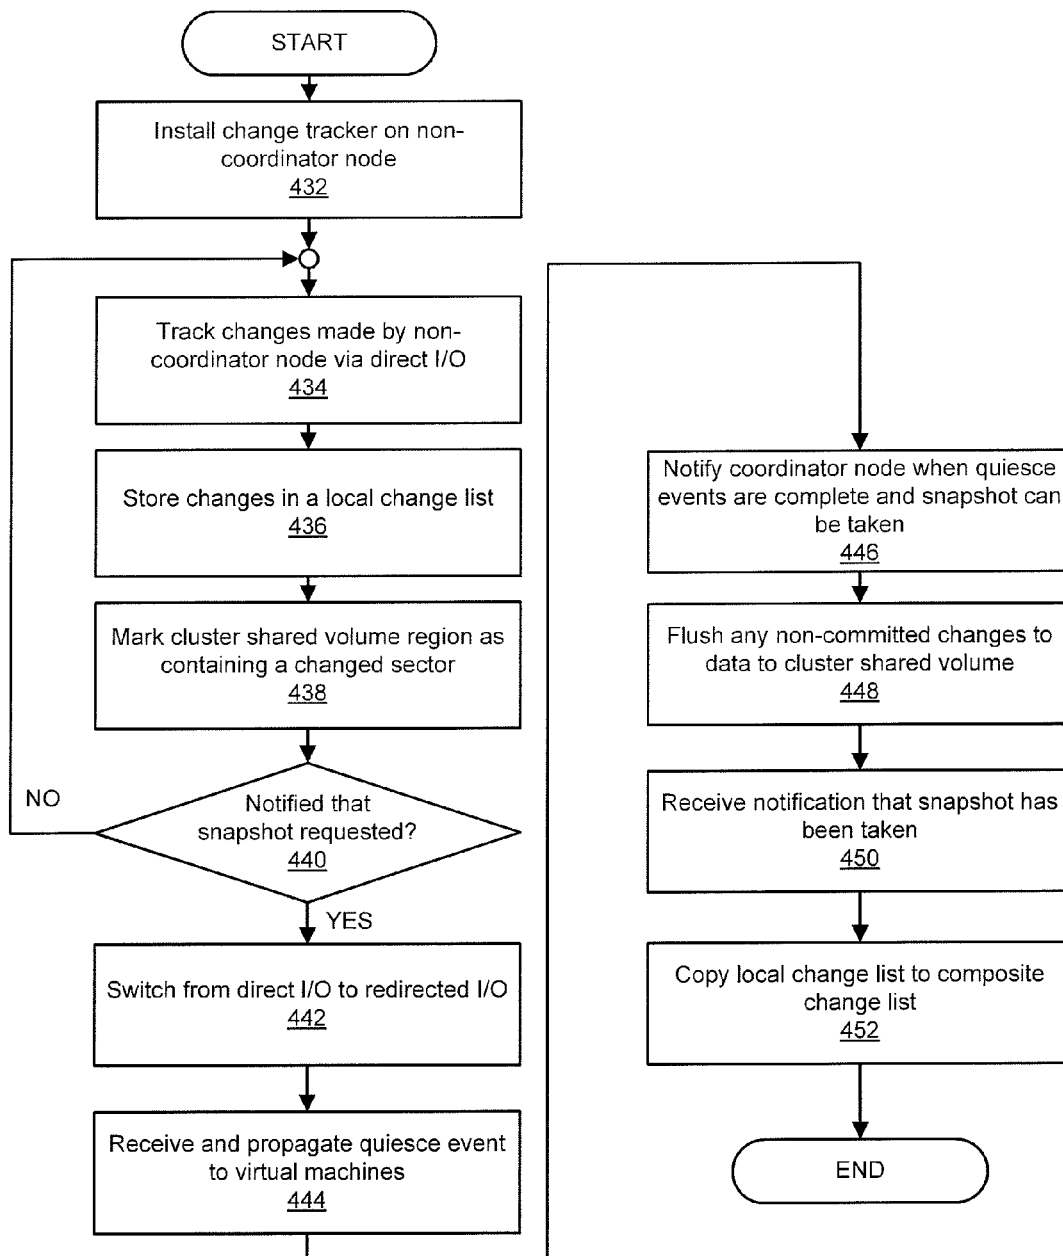 START
Install change tracker on non-
coordinator node
432
Track changes made by non-
coordinator node via direct I/O
434
Store changes in a local change list
436
Mark cluster shared volume region as
containing a changed sector
438
NO
Notified that
snapshot requested?
440
YES
Switch from direct I/O to redirected I/O
442
Receive and propagate quiesce event
to virtual machines
444
Notify coordinator node when quiesce
events are complete and snapshot can
be taken
446
Flush any non-committed changes to
data to cluster shared volume
448
Receive notification that snapshot has
been taken
450
Copy local change list to composite
change list
452
END